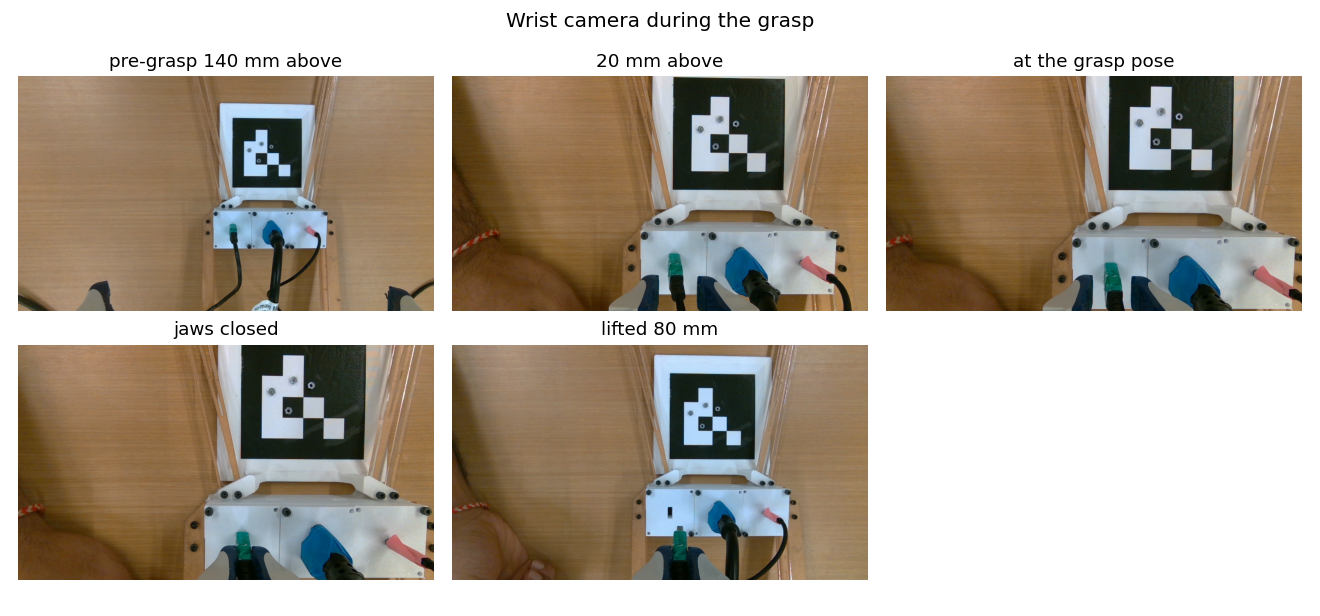 Wrist camera during the grasp
pre-grasp 140 mm above
20 mm above
at the grasp pose
jaws closed
lifted 80 mm